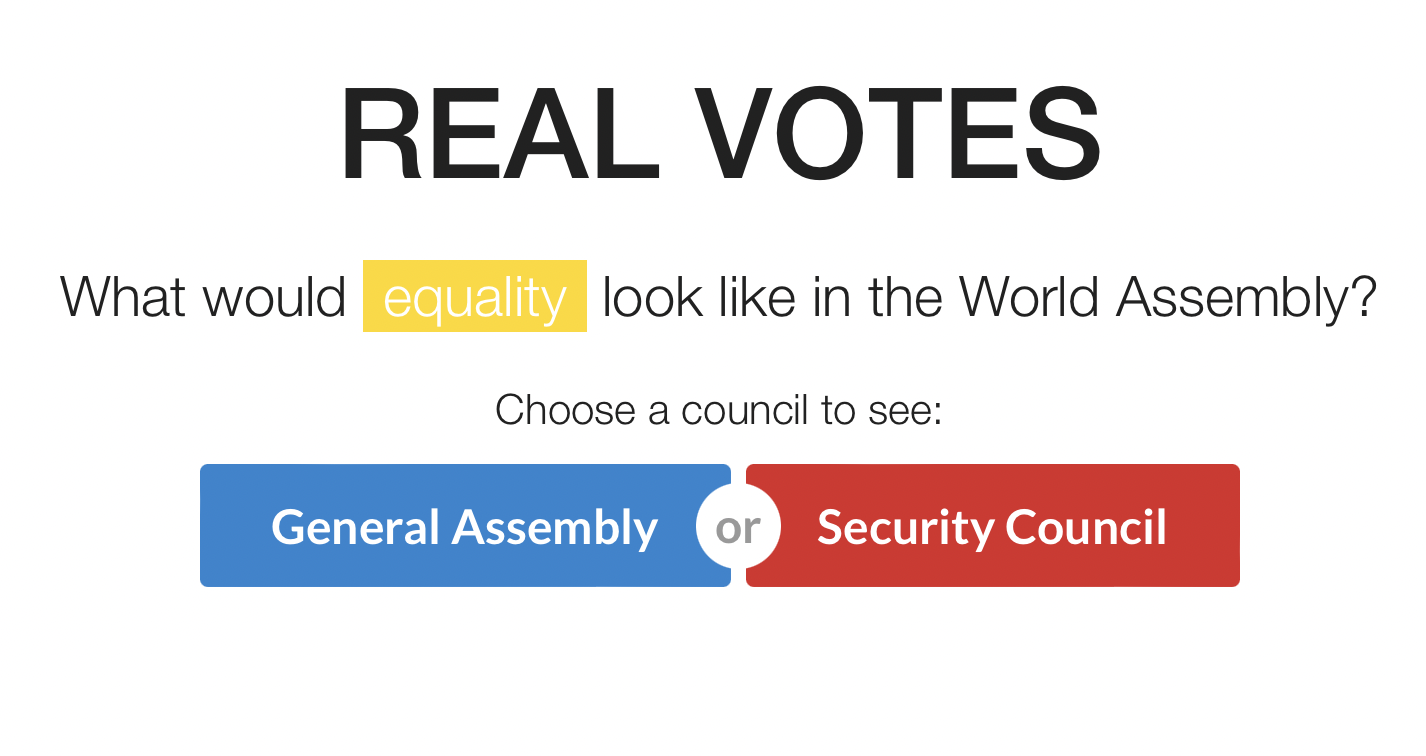 REAL VOTES
What would equality look like in the World Assembly?
Choose a council to see:
General Assembly or Security Council